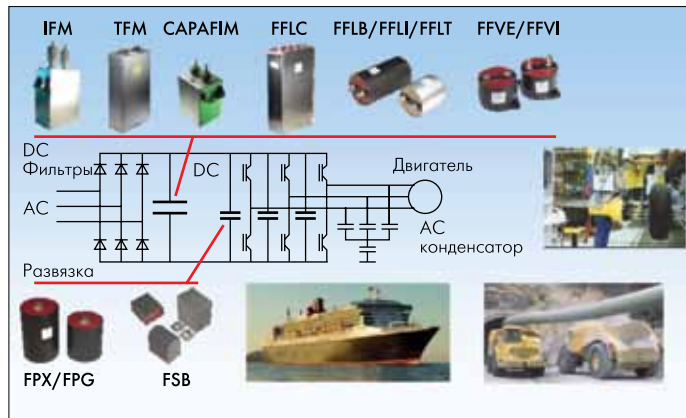 IFM TFM CAPAFIM FFLC FFLB/FFLI/FFLT FFVE/FFVI
DC
Фильтры
DC
Двигатель
AC
AC
конденсатор
Развязка
FPX/FPG FSB